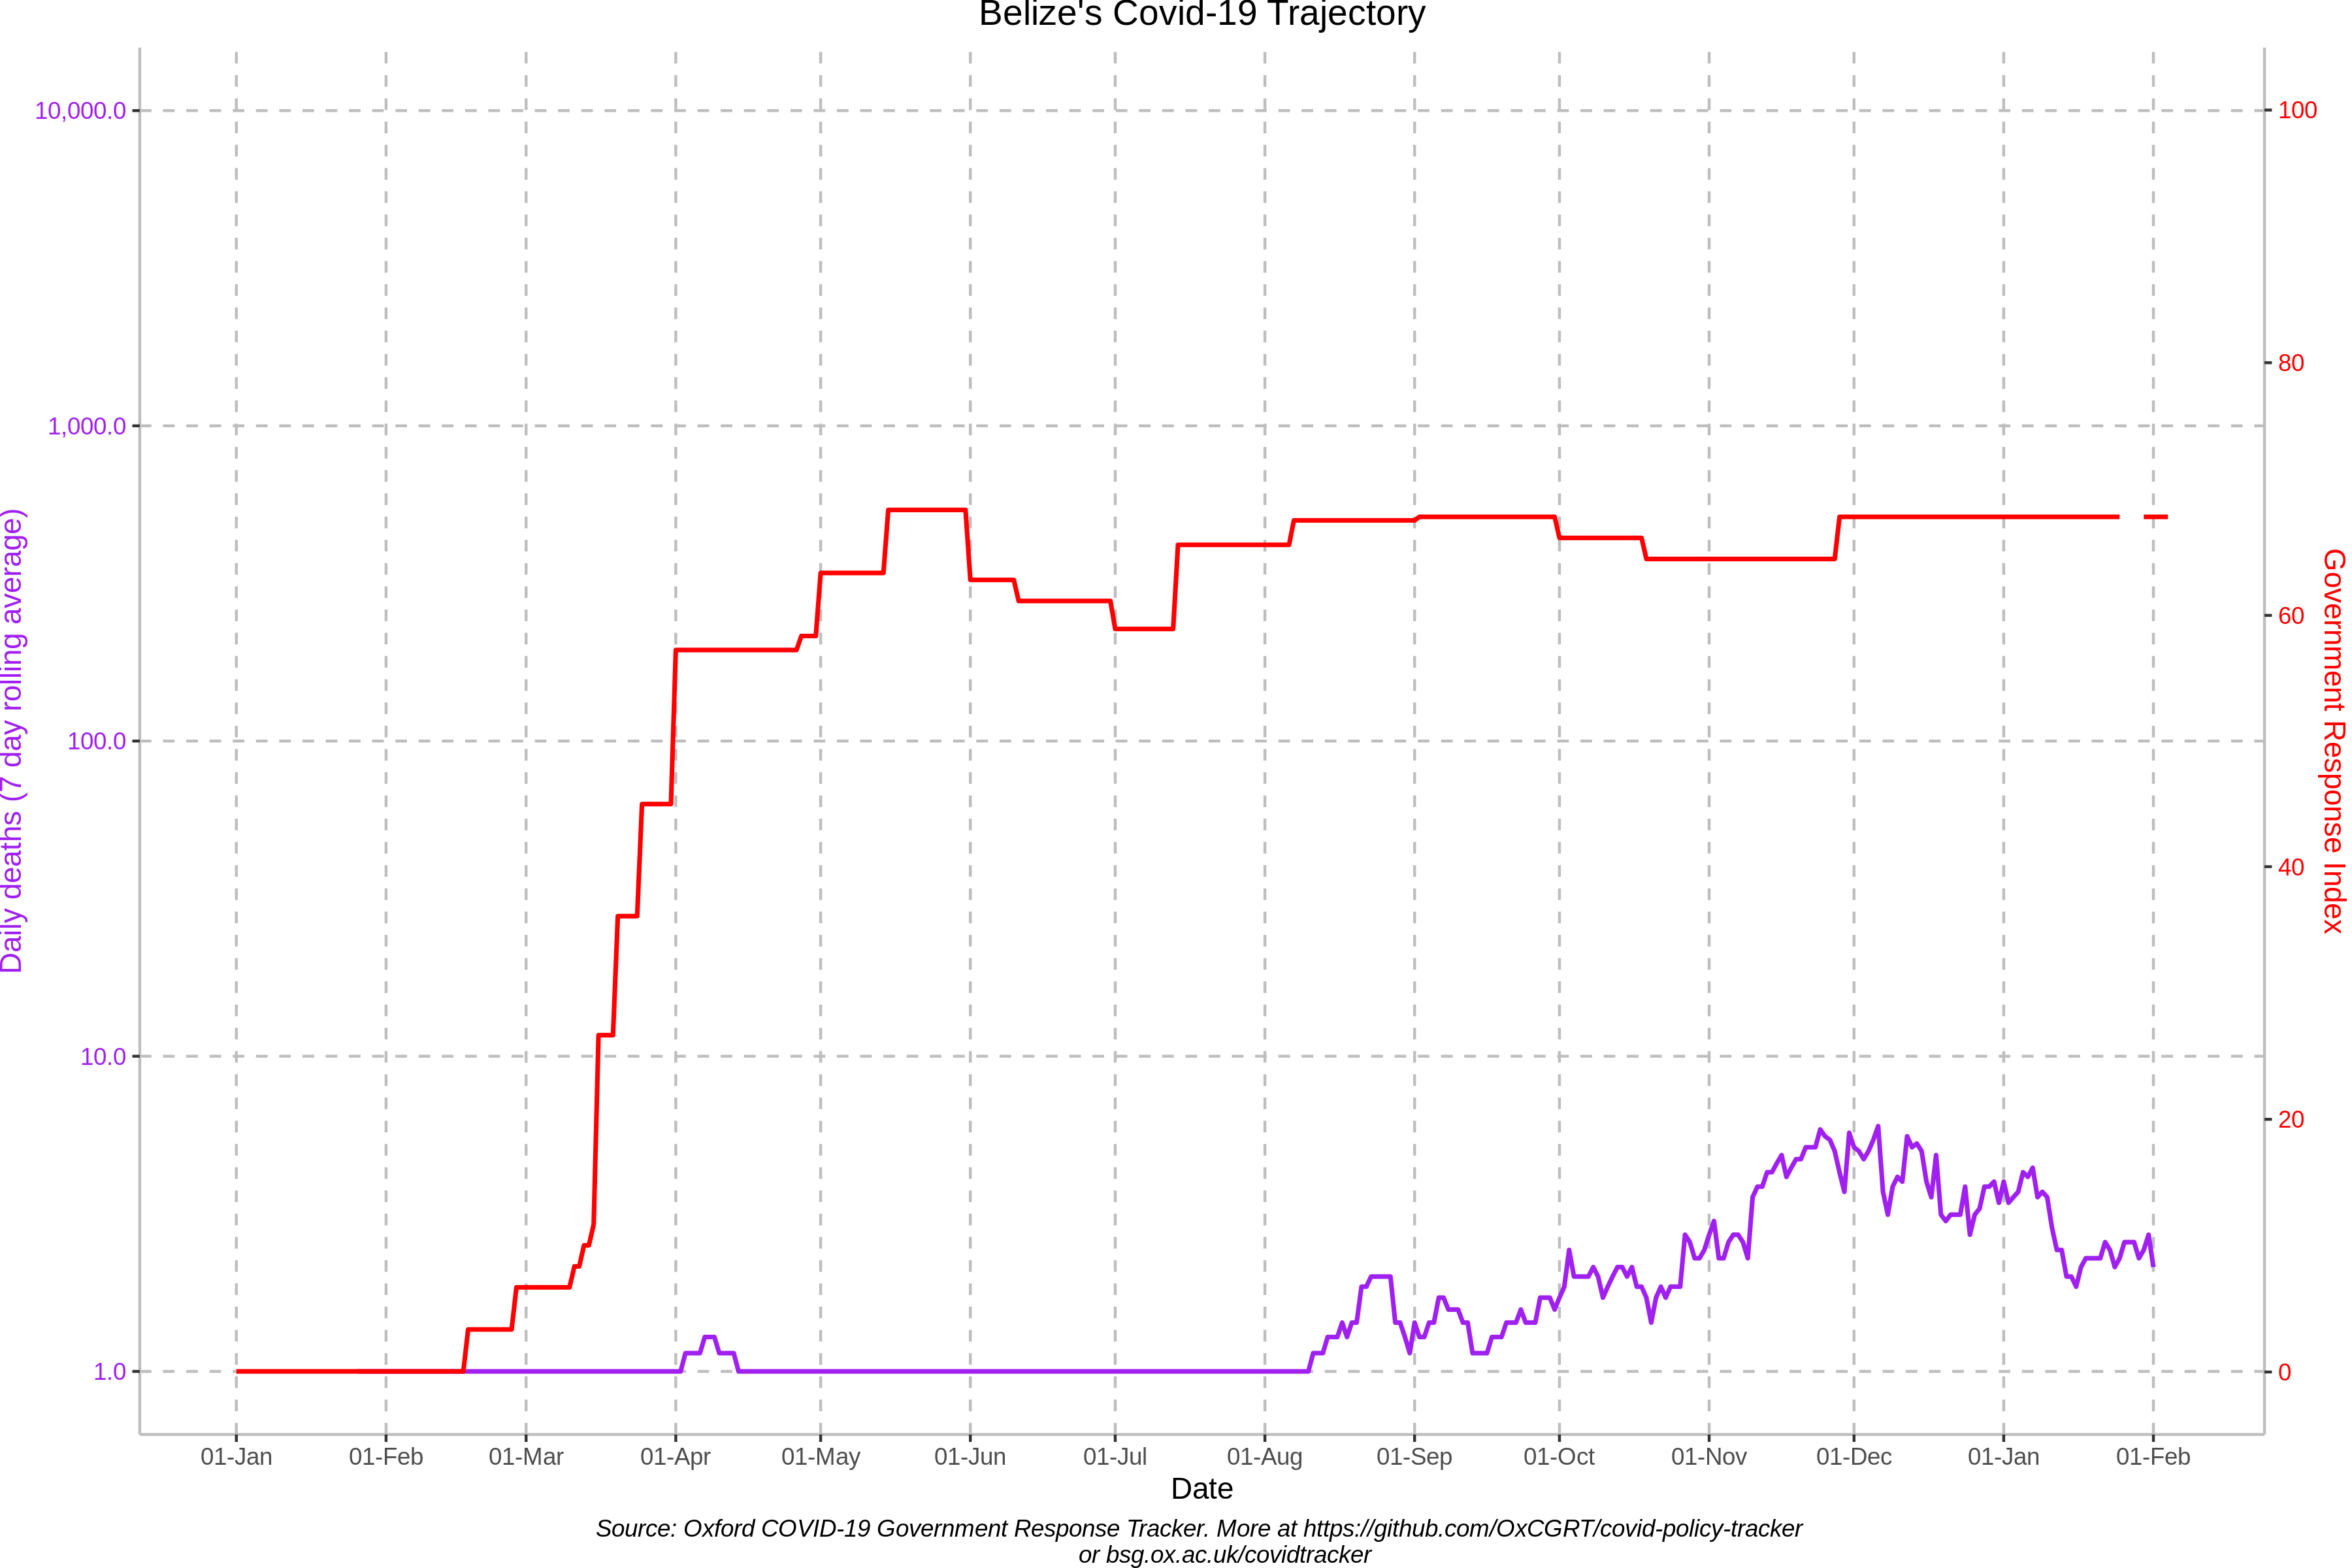 Belize's Covid-19 Trajectory
10,000.0
1,000.0
100.0
10.0
1.0
Daily deaths (7 day rolling average)
100
80
60
40
20
0
Government Response Index
01-Jan 01-Feb 01-Mar 01-Apr 01-May 01-Jun 01-Jul 01-Aug 01-Sep 01-Oct 01-Nov 01-Dec 01-Jan 01-Feb
Date
Source: Oxford COVID-19 Government Response Tracker. More at https://github.com/OxCGRT/covid-policy-tracker
or bsg.ox.ac.uk/covidtracker